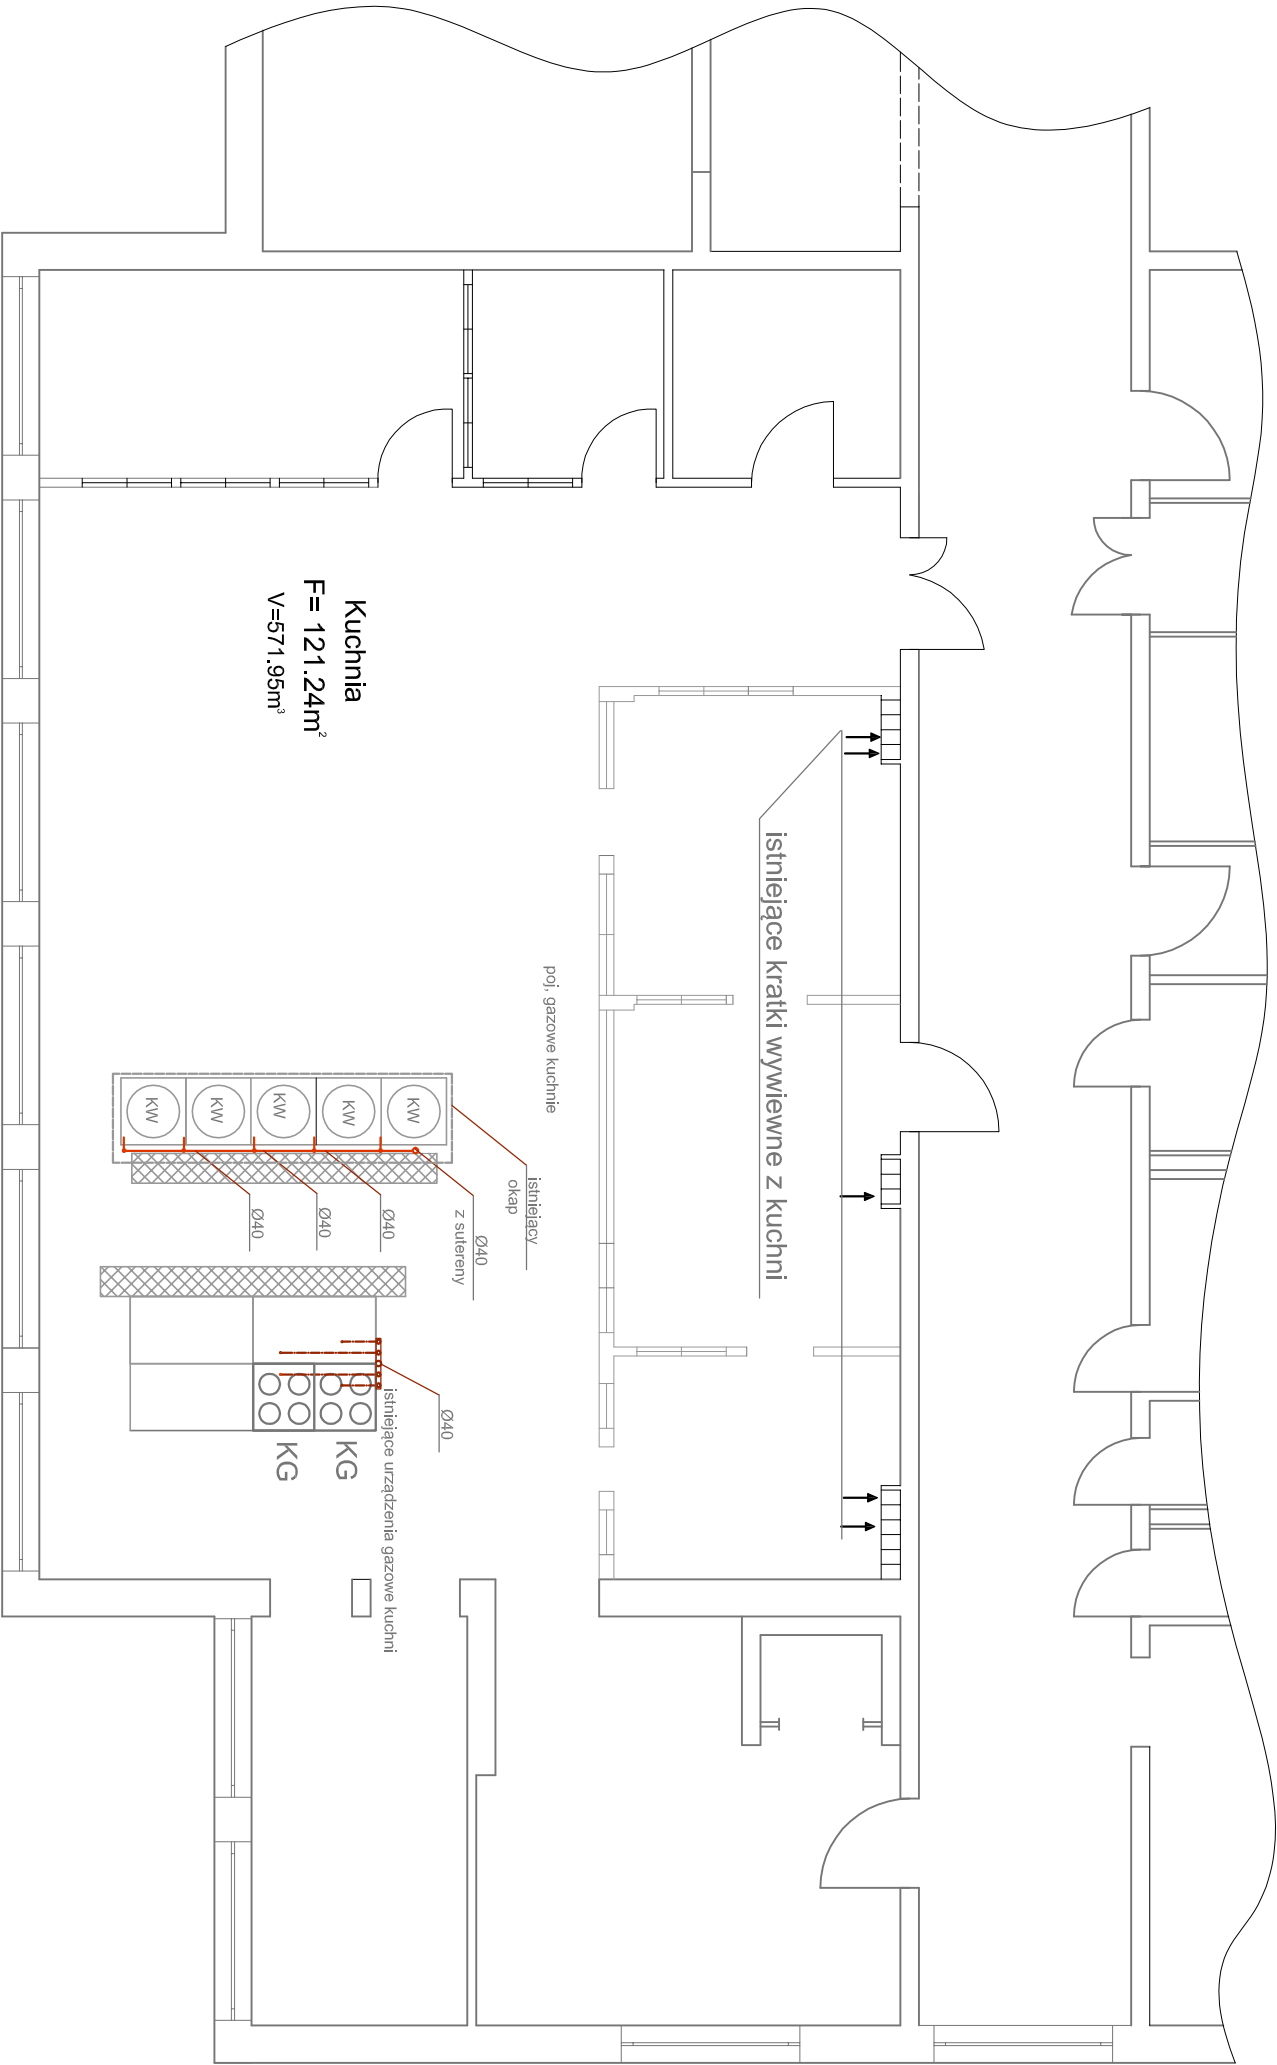 Kuchnia
F= 121.24m²
V=571.95m³
istniejące kratki wywiewne z kuchni
poj, gazowe kuchnie
istniejący
okap
Ø40
z sutereny
Ø40
Ø40
Ø40
KW
KW
KW
KW
KW
Ø40
istniejące urządzenia gazowe kuchni
KG
KG